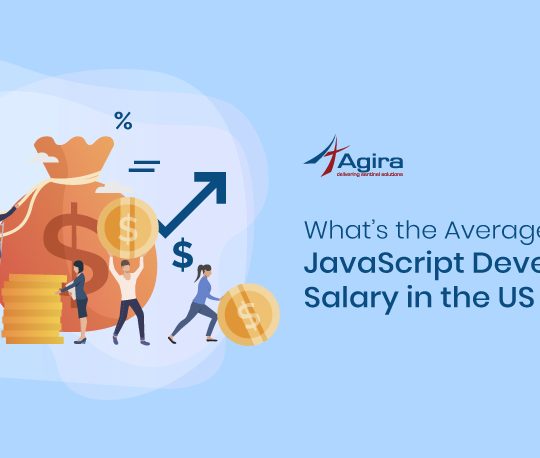 %
$
$
$
$
Agira
delivering sentinel solutions
What's the Average
JavaScript Deve
Salary in the US